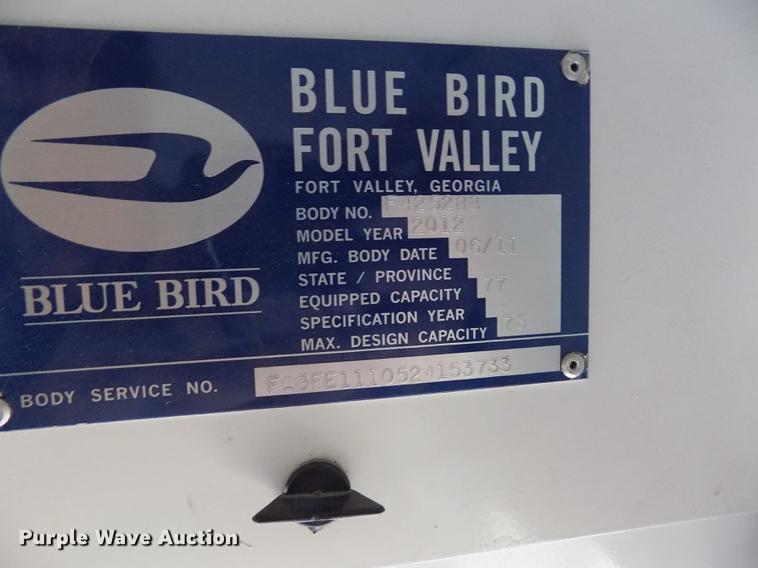 BLUE BIRD
FORT VALLEY
FORT VALLEY, GEORGIA
BODY NO. F425288
MODEL YEAR 2012
MFG. BODY DATE 06/11
STATE / PROVINCE
EQUIPPED CAPACITY 77
SPECIFICATION YEAR
MAX. DESIGN CAPACITY
BLUE BIRD
BODY SERVICE NO. FA3FE1110524153733
Purple Wave Auction